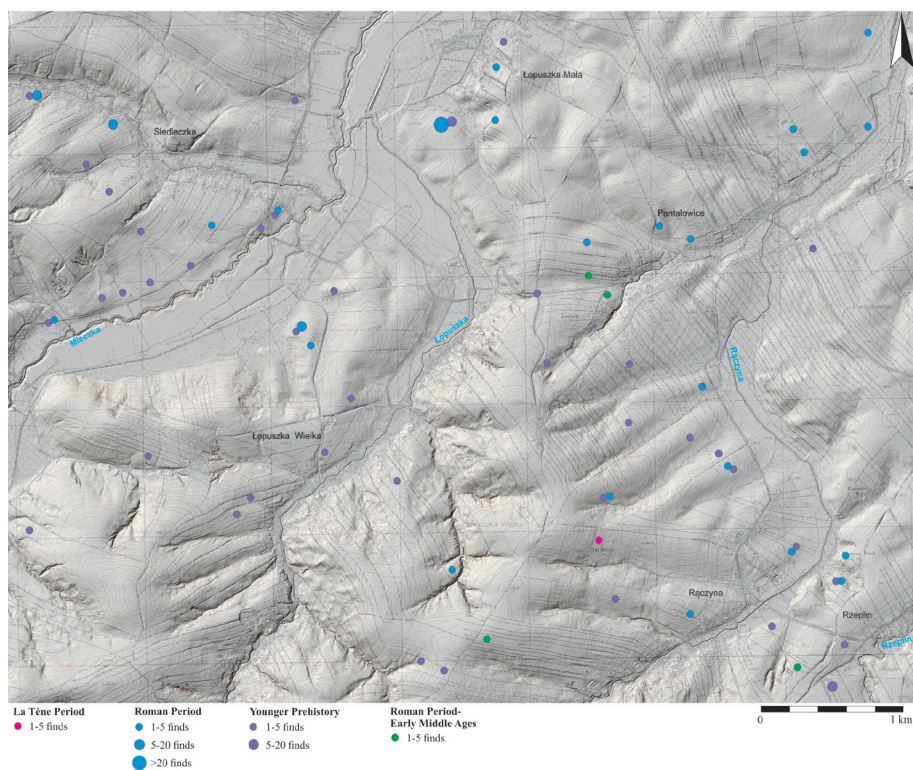 Łopuszka Mała
Siedleczka
Pantalowice
Mleczka
Łopuszka
Rączyna
Łopuszka Wielka
Rączyna
Rzeplin
Rzeplinka
La Tène Period
1-5 finds
Roman Period
1-5 finds
5-20 finds
>20 finds
Younger Prehistory
1-5 finds
5-20 finds
Roman Period-
Early Middle Ages
1-5 finds
0 1 km